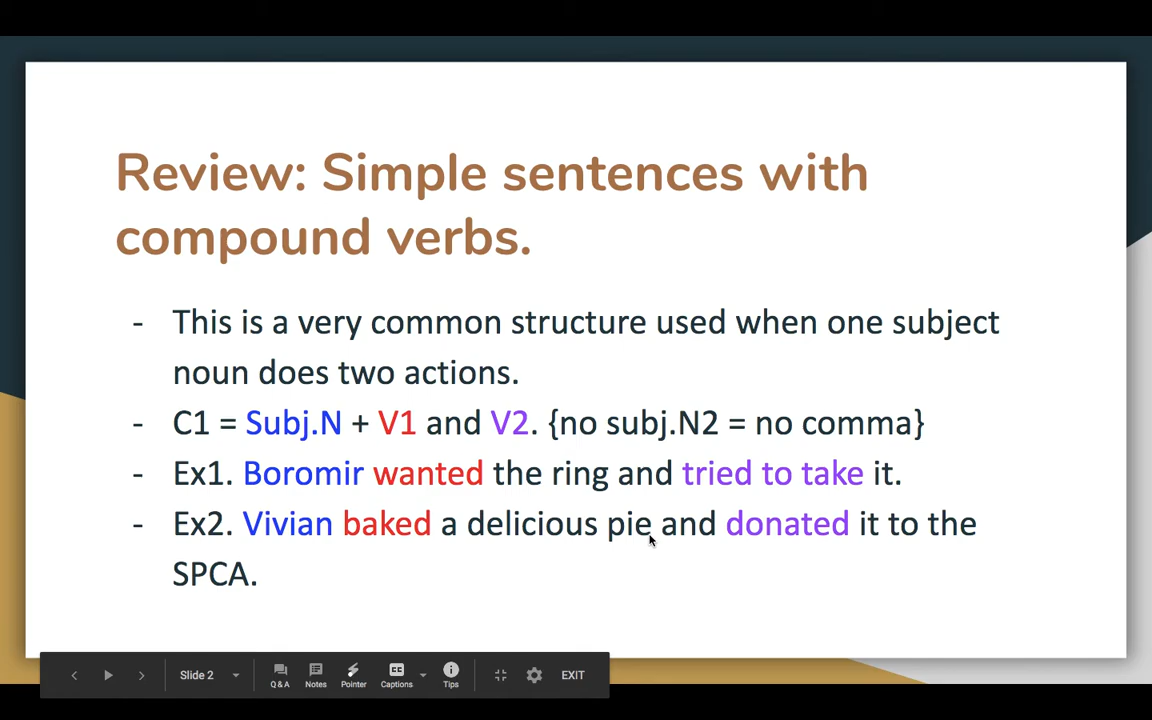 Review: Simple sentences with
compound verbs.
- This is a very common structure used when one subject
noun does two actions.
- C1 = Subj.N + V1 and V2. {no subj.N2 = no comma}
- Ex1. Boromir wanted the ring and tried to take it.
- Ex2. Vivian baked a delicious pie and donated it to the
SPCA.
Slide 2
Q & A
Notes
Pointer
CC
Captions
Tips
EXIT